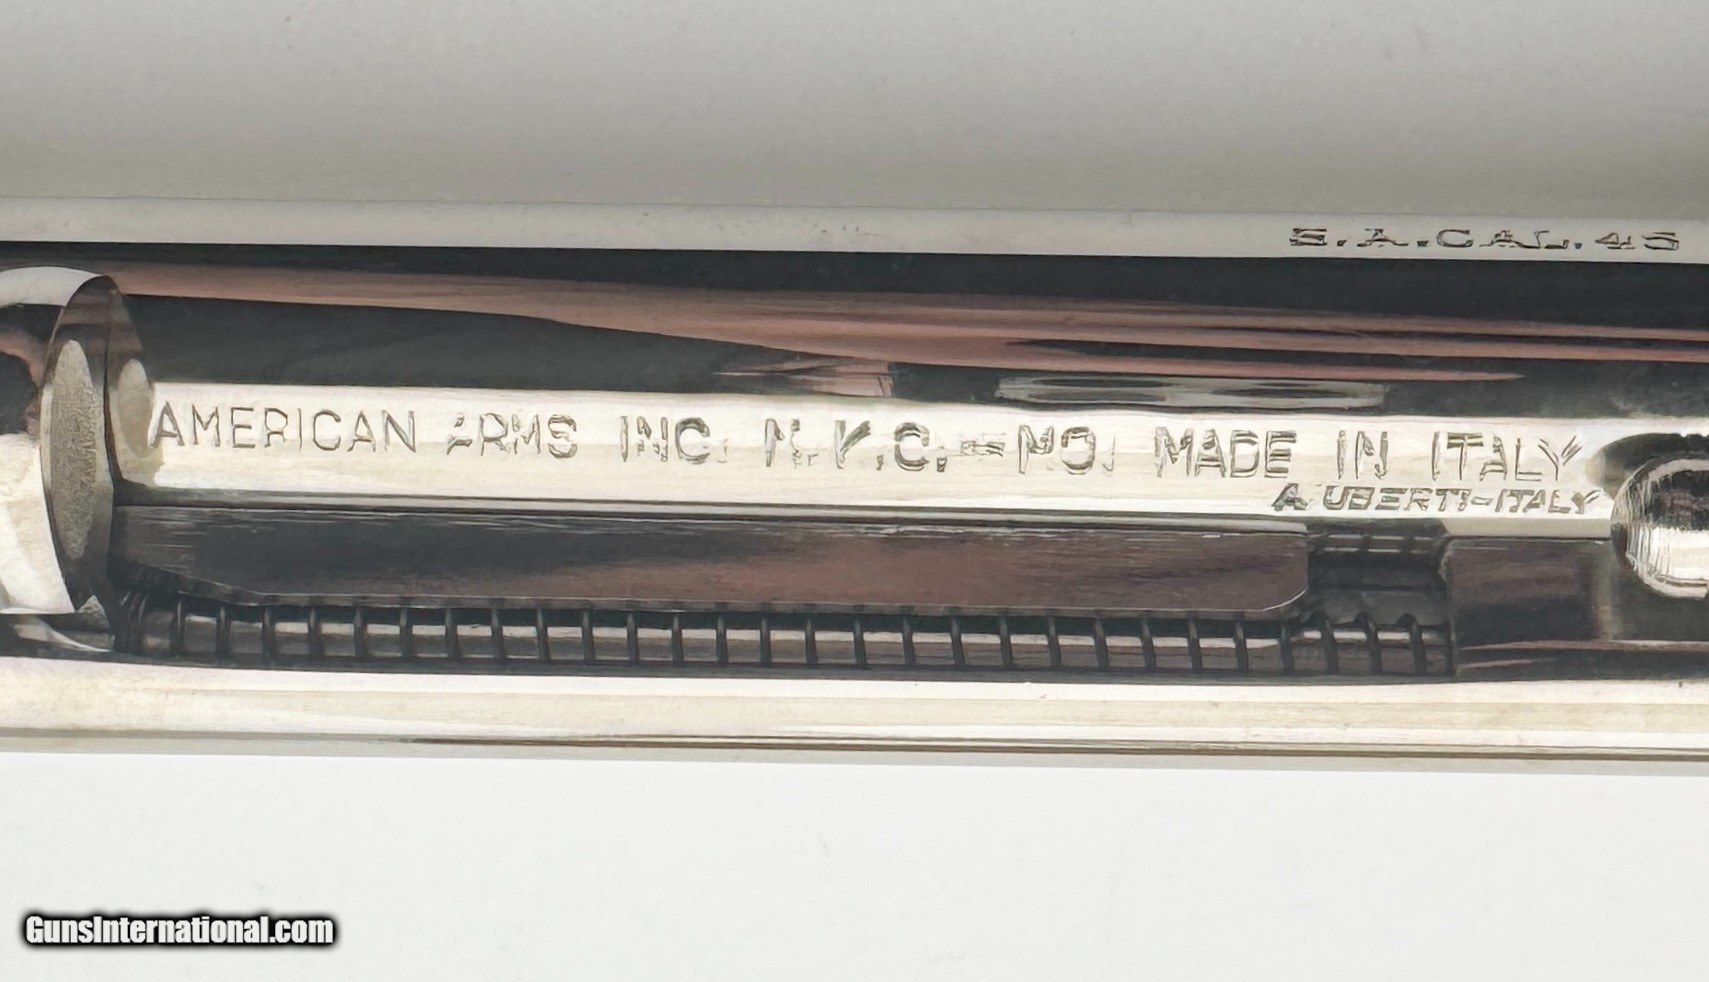 S.A.CAL.45
AMERICAN ARMS INC. N.K.C.-MO. MADE IN ITALY
A. UBERTI-ITALY
GunsInternational.com